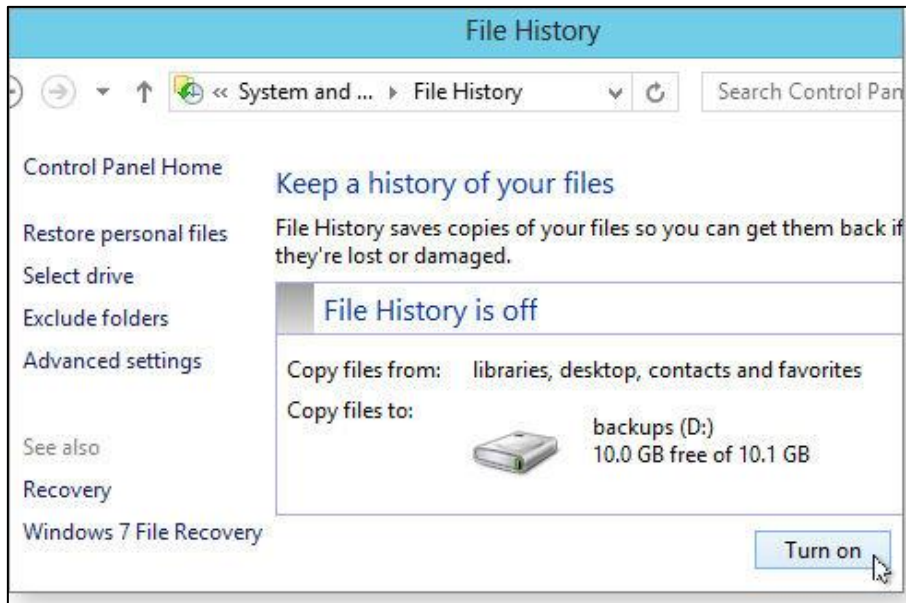 File History
« System and ... ▸ File History
Search Control Pan
Control Panel Home
Restore personal files
Select drive
Exclude folders
Advanced settings
See also
Recovery
Windows 7 File Recovery
Keep a history of your files
File History saves copies of your files so you can get them back if
they're lost or damaged.
File History is off
Copy files from: libraries, desktop, contacts and favorites
Copy files to:
backups (D:)
10.0 GB free of 10.1 GB
Turn on